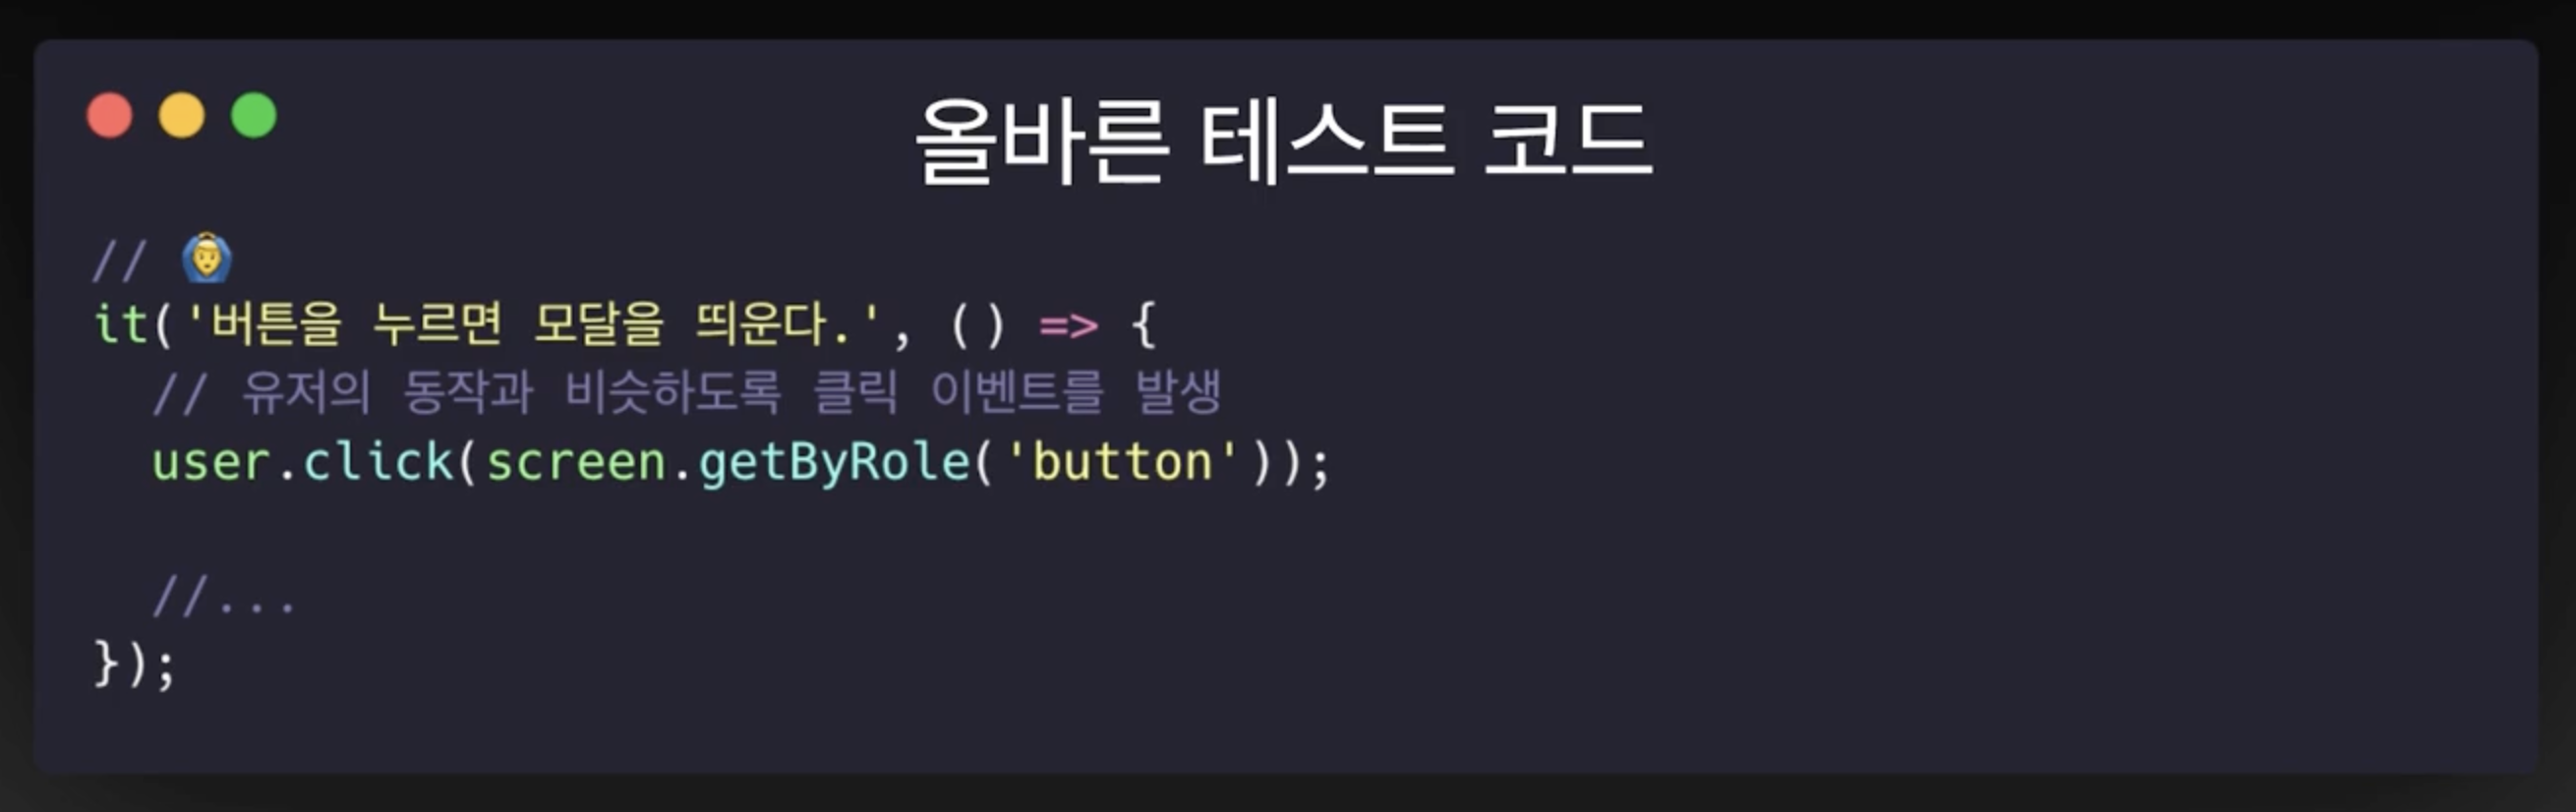 올바른 테스트 코드
// 🙆‍♂️
it('버튼을 누르면 모달을 띄운다.', () => {
  // 유저의 동작과 비슷하도록 클릭 이벤트를 발생
  user.click(screen.getByRole('button'));
  //...
});